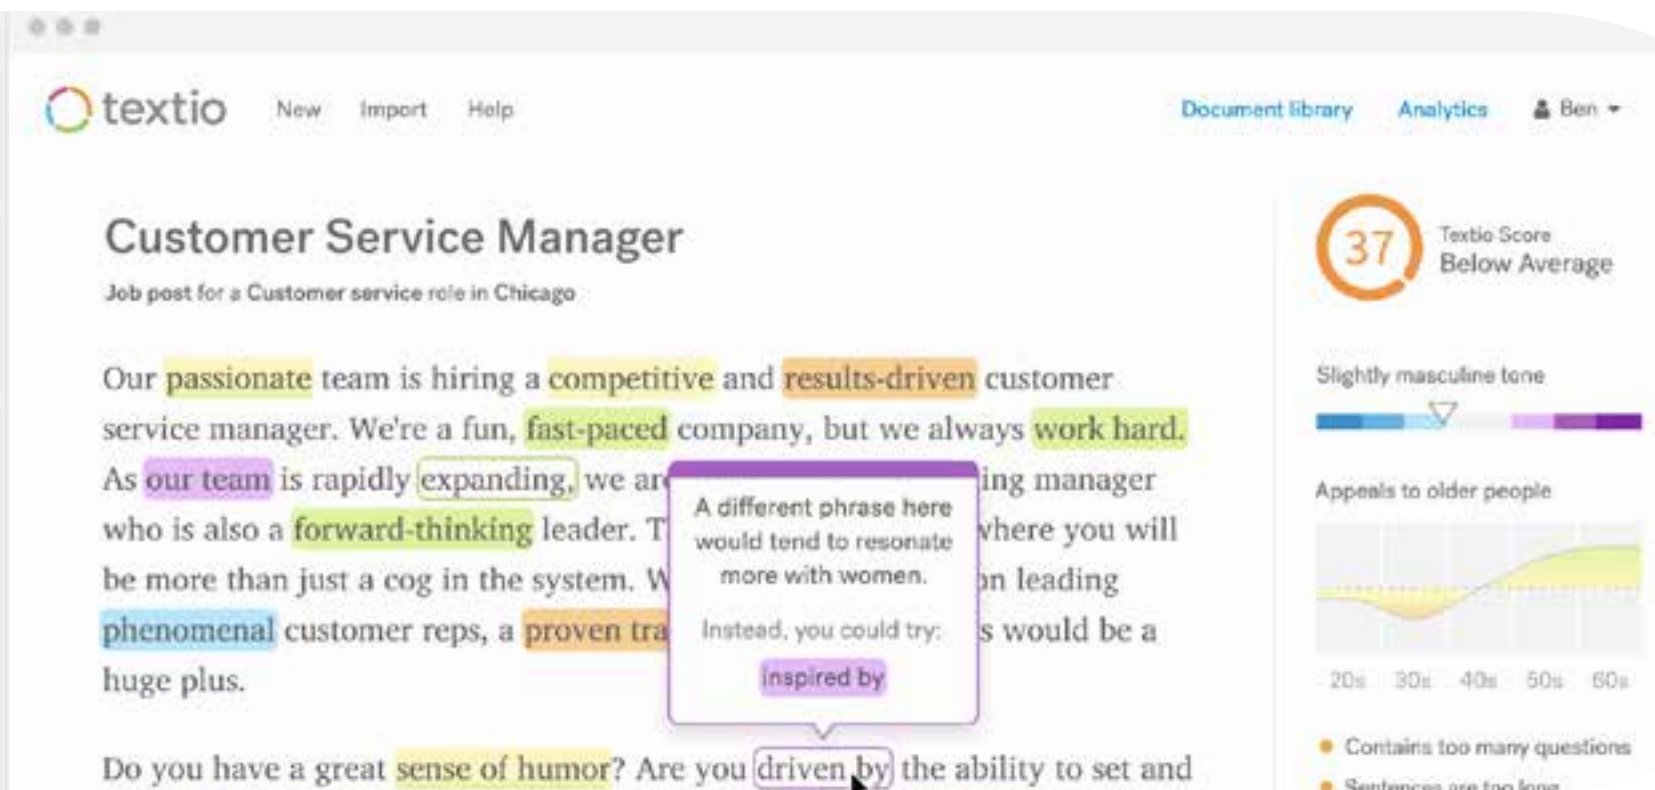 textio New Import Help Document library Analytics Ben
Customer Service Manager
Job post for a Customer service role in Chicago
Our passionate team is hiring a competitive and results-driven customer
service manager. We're a fun, fast-paced company, but we always work hard.
As our team is rapidly expanding, we are ing manager
who is also a forward-thinking leader. T where you will
be more than just a cog in the system. W on leading
phenomenal customer reps, a proven tra s would be a
huge plus.
Do you have a great sense of humor? Are you driven by the ability to set and
A different phrase here
would tend to resonate
more with women.
Instead, you could try:
inspired by
37
Textio Score
Below Average
Slightly masculine tone
Appeals to older people
20s 30s 40s 50s 60s
Contains too many questions
Sentences are too long